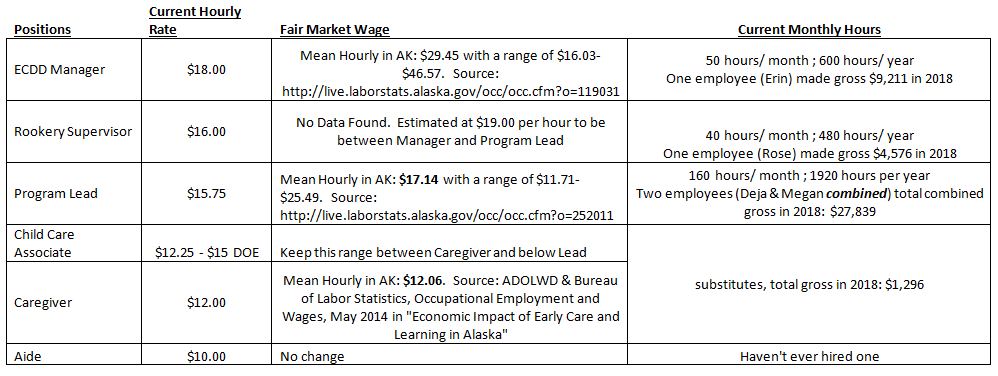 Positions Current Hourly Rate Fair Market Wage Current Monthly Hours
ECDD Manager
$18.00
Mean Hourly in AK: $29.45 with a range of $16.03-
$46.57. Source:
http://live.laborstats.alaska.gov/occ/occ.cfm?o=119031
50 hours/ month ; 600 hours/ year
One employee (Erin) made gross $9,211 in 2018
Rookery Supervisor
$16.00
No Data Found. Estimated at $19.00 per hour to be
between Manager and Program Lead
40 hours/ month ; 480 hours/ year
One employee (Rose) made gross $4,576 in 2018
Program Lead
$15.75
Mean Hourly in AK: $17.14 with a range of $11.71-
$25.49. Source:
http://live.laborstats.alaska.gov/occ/occ.cfm?o=252011
160 hours/ month ; 1920 hours per year
Two employees (Deja & Megan combined) total combined
gross in 2018: $27,839
Child Care
Associate
$12.25 - $15 DOE
Keep this range between Caregiver and below Lead
Caregiver
$12.00
Mean Hourly in AK: $12.06. Source: ADOLWD & Bureau
of Labor Statistics, Occupational Employment and
Wages, May 2014 in "Economic Impact of Early Care and
Learning in Alaska"
substitutes, total gross in 2018: $1,296
Aide
$10.00
No change
Haven't ever hired one